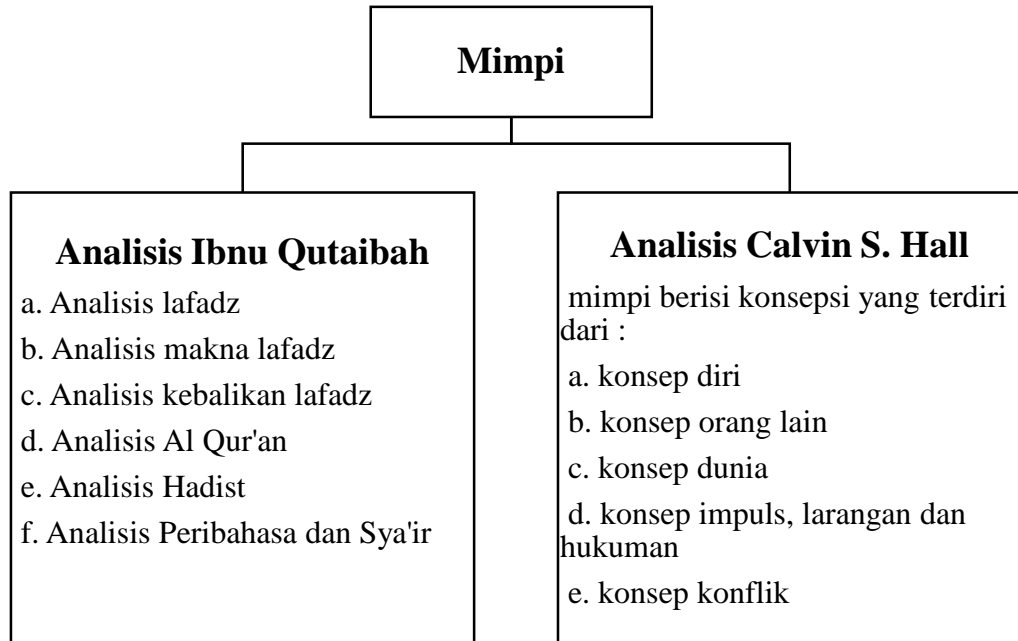 Mimpi
Analisis Ibnu Qutaibah
a. Analisis lafadz
b. Analisis makna lafadz
c. Analisis kebalikan lafadz
d. Analisis Al Qur'an
e. Analisis Hadist
f. Analisis Peribahasa dan Sya'ir
Analisis Calvin S. Hall
mimpi berisi konsepsi yang terdiri
dari :
a. konsep diri
b. konsep orang lain
c. konsep dunia
d. konsep impuls, larangan dan
hukuman
e. konsep konflik